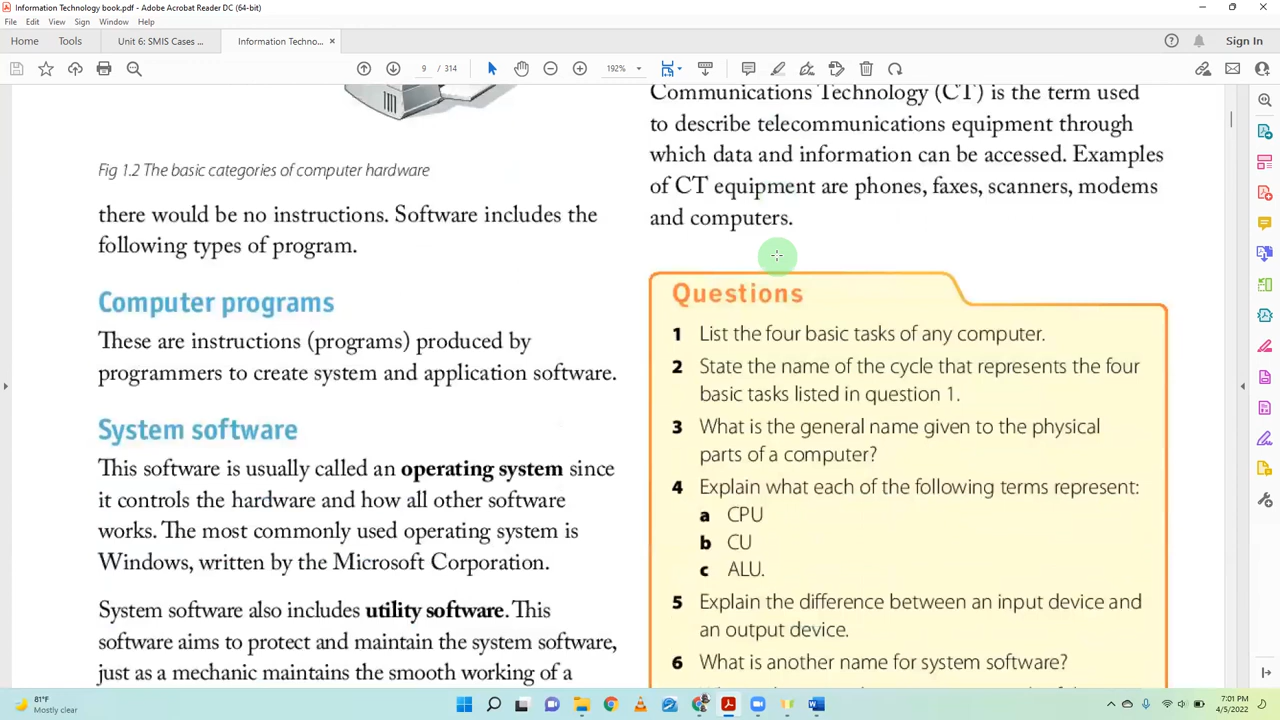 Information Technology book.pdf - Adobe Acrobat Reader DC (64-bit)
File Edit View Sign Window Help
Home Tools Unit 6: SMIS Cases ... Information Techno... × Sign In
9 / 314 192%
Fig 1.2 The basic categories of computer hardware
there would be no instructions. Software includes the
following types of program.
Computer programs
These are instructions (programs) produced by
programmers to create system and application software.
System software
This software is usually called an operating system since
it controls the hardware and how all other software
works. The most commonly used operating system is
Windows, written by the Microsoft Corporation.
System software also includes utility software. This
software aims to protect and maintain the system software,
just as a mechanic maintains the smooth working of a
Communications Technology (CT) is the term used
to describe telecommunications equipment through
which data and information can be accessed. Examples
of CT equipment are phones, faxes, scanners, modems
and computers.
Questions
1 List the four basic tasks of any computer.
2 State the name of the cycle that represents the four
basic tasks listed in question 1.
3 What is the general name given to the physical
parts of a computer?
4 Explain what each of the following terms represent:
a CPU
b CU
c ALU.
5 Explain the difference between an input device and
an output device.
6 What is another name for system software?
81°F
Mostly clear
7:01 PM
4/5/2022